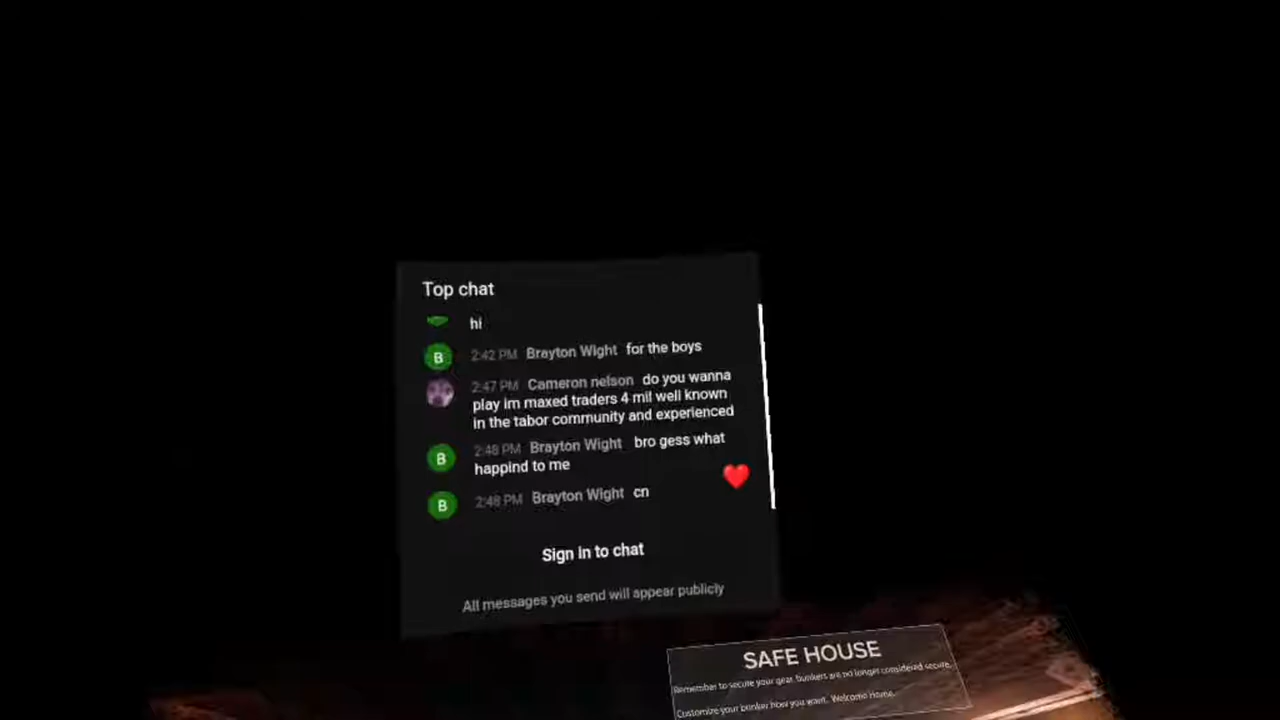 Top chat
hi
B 2:42 PM Brayton Wight for the boys
2:47 PM Cameron nelson do you wanna
play im maxed traders 4 mil well known
in the tabor community and experienced
B 2:48 PM Brayton Wight bro gess what
happind to me
B 2:48 PM Brayton Wight cn
Sign in to chat
All messages you send will appear publicly
SAFE HOUSE
Remember to secure your gear, bunkers are no longer considered secure.
Customize your bunker how you want. Welcome Home.